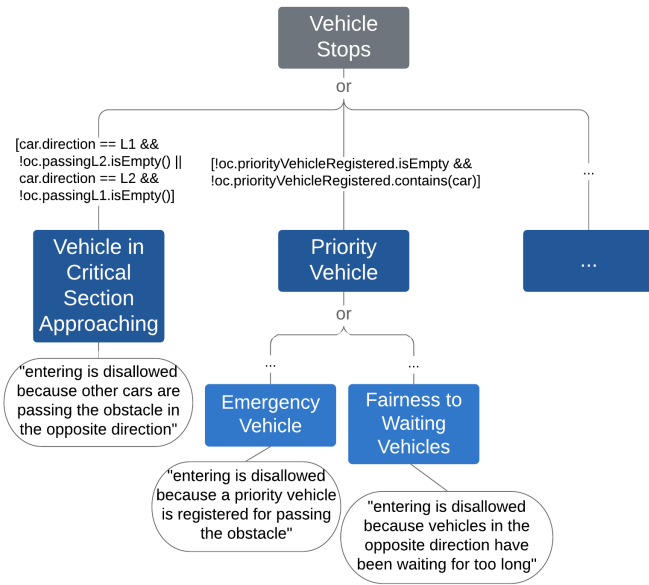 Vehicle
Stops
or
[car.direction == L1 &&
!oc.passingL2.isEmpty() ||
car.direction == L2 &&
!oc.passingL1.isEmpty()]
[!oc.priorityVehicleRegistered.isEmpty &&
!oc.priorityVehicleRegistered.contains(car)]
...
Vehicle in
Critical
Section
Approaching
Priority
Vehicle
...
or
"entering is disallowed
because other cars are
passing the obstacle in
the opposite direction"
...
...
Emergency
Vehicle
Fairness to
Waiting
Vehicles
"entering is disallowed
because a priority vehicle
is registered for passing
the obstacle"
"entering is disallowed
because vehicles in the
opposite direction have
been waiting for too long"